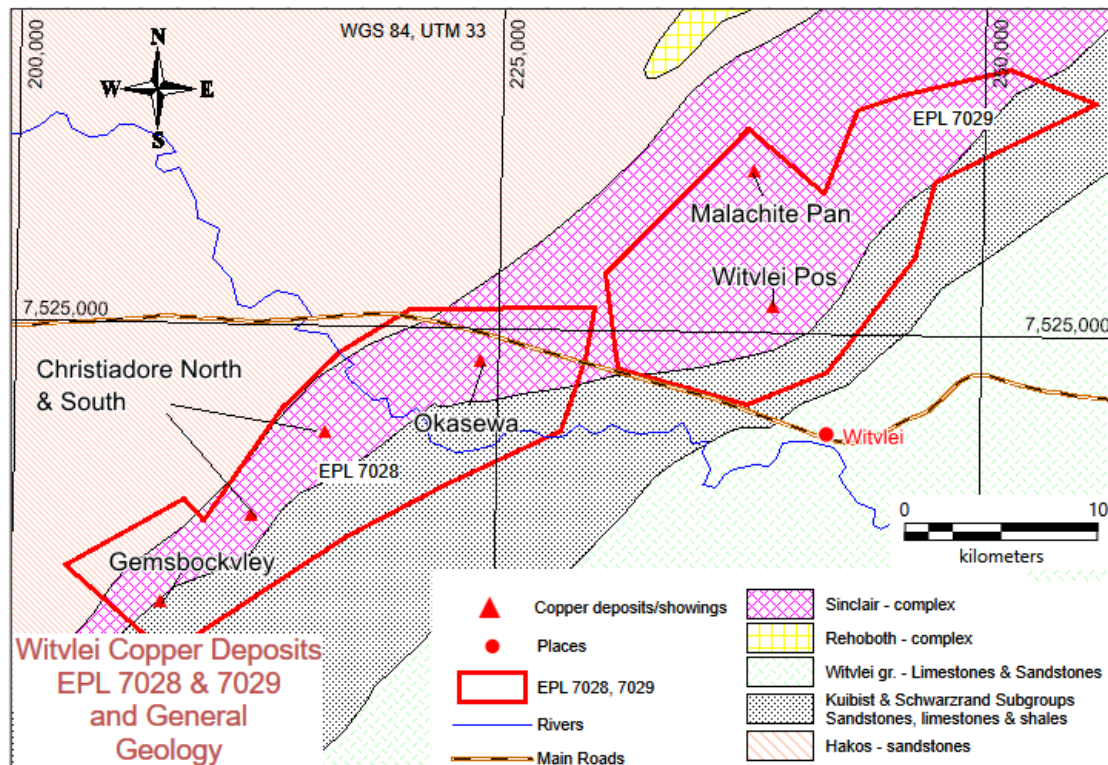 WGS 84, UTM 33
200,000
225,000
250,000
N
W
E
S
EPL 7029
Malachite Pan
Witvlei Pos
7,525,000
7,525,000
Christiadore North
& South
Okasewa
Witvlei
EPL 7028
Gemsbockvley
0
10
kilometers
Witvlei Copper Deposits
EPL 7028 & 7029
and General
Geology
Copper deposits/showings
Places
EPL 7028, 7029
Rivers
Main Roads
Sinclair - complex
Rehoboth - complex
Witvlei gr. - Limestones & Sandstones
Kuibist & Schwarzrand Subgroups
Sandstones, limestones & shales
Hakos - sandstones